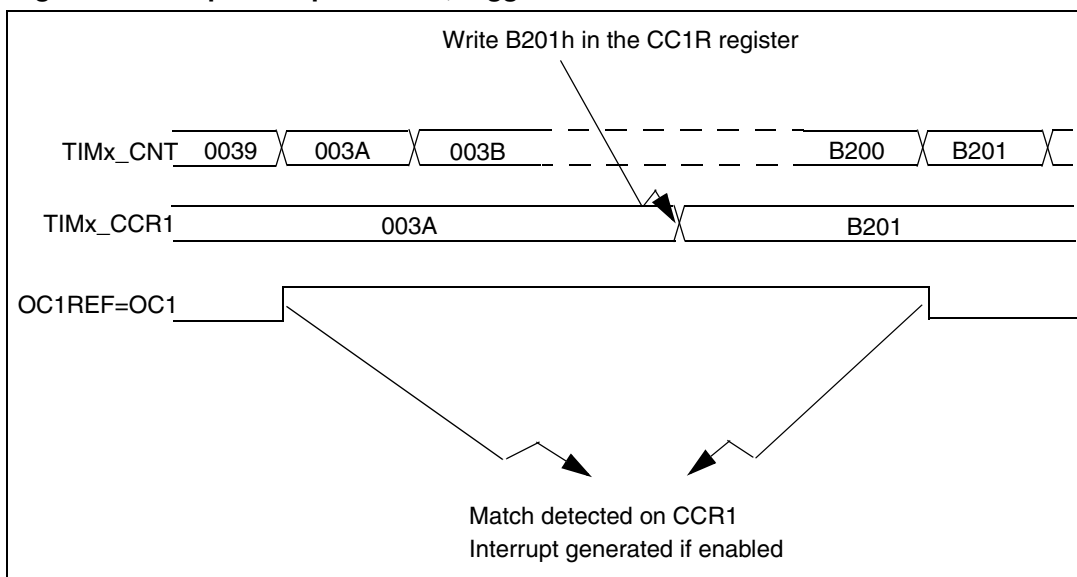 Write B201h in the CC1R register
TIMx_CNT 0039 003A 003B B200 B201
TIMx_CCR1 003A B201
OC1REF=OC1
Match detected on CCR1
Interrupt generated if enabled